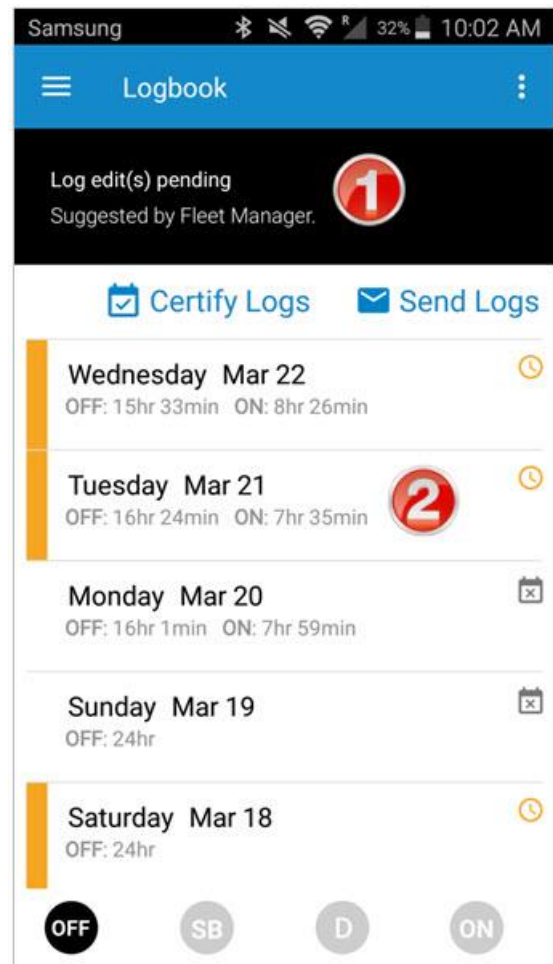 Samsung R 32% 10:02 AM
Logbook
Log edit(s) pending
Suggested by Fleet Manager.
1
Certify Logs Send Logs
Wednesday Mar 22
OFF: 15hr 33min ON: 8hr 26min
Tuesday Mar 21
OFF: 16hr 24min ON: 7hr 35min
2
Monday Mar 20
OFF: 16hr 1min ON: 7hr 59min
Sunday Mar 19
OFF: 24hr
Saturday Mar 18
OFF: 24hr
OFF SB D ON